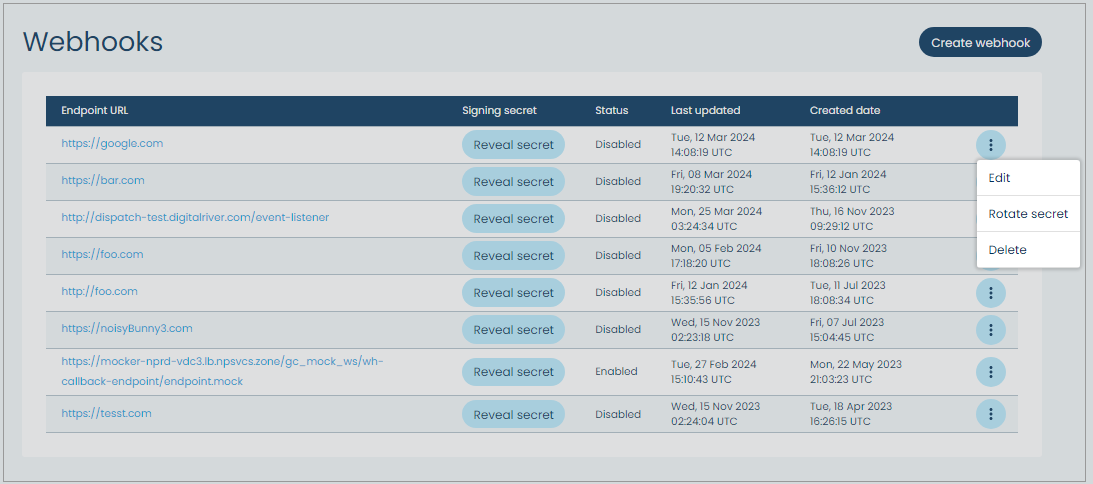 Webhooks
Create webhook
Endpoint URL Signing secret Status Last updated Created date
https://google.com Reveal secret Disabled Tue, 12 Mar 2024 Tue, 12 Mar 2024
14:08:19 UTC 14:08:19 UTC
Edit
https://bar.com Reveal secret Disabled Fri, 08 Mar 2024 Fri, 12 Jan 2024
19:20:32 UTC 15:36:12 UTC
Rotate secret
http://dispatch-test.digitalriver.com/event-listener Reveal secret Disabled Mon, 25 Mar 2024 Thu, 16 Nov 2023
03:24:34 UTC 09:29:12 UTC
Delete
https://foo.com Reveal secret Disabled Mon, 05 Feb 2024 Fri, 10 Nov 2023
17:18:20 UTC 18:08:26 UTC
http://foo.com Reveal secret Disabled Fri, 12 Jan 2024 Tue, 11 Jul 2023
15:35:56 UTC 18:08:34 UTC
https://noisyBunny3.com Reveal secret Disabled Wed, 15 Nov 2023 Fri, 07 Jul 2023
02:23:18 UTC 15:04:45 UTC
https://mocker-nprd-vdc3.lb.npsvcs.zone/gc_mock_ws/wh- Reveal secret Enabled Tue, 27 Feb 2024 Mon, 22 May 2023
callback-endpoint/endpoint.mock 15:10:43 UTC 21:03:23 UTC
https://tesst.com Reveal secret Disabled Wed, 15 Nov 2023 Tue, 18 Apr 2023
02:24:04 UTC 16:26:15 UTC